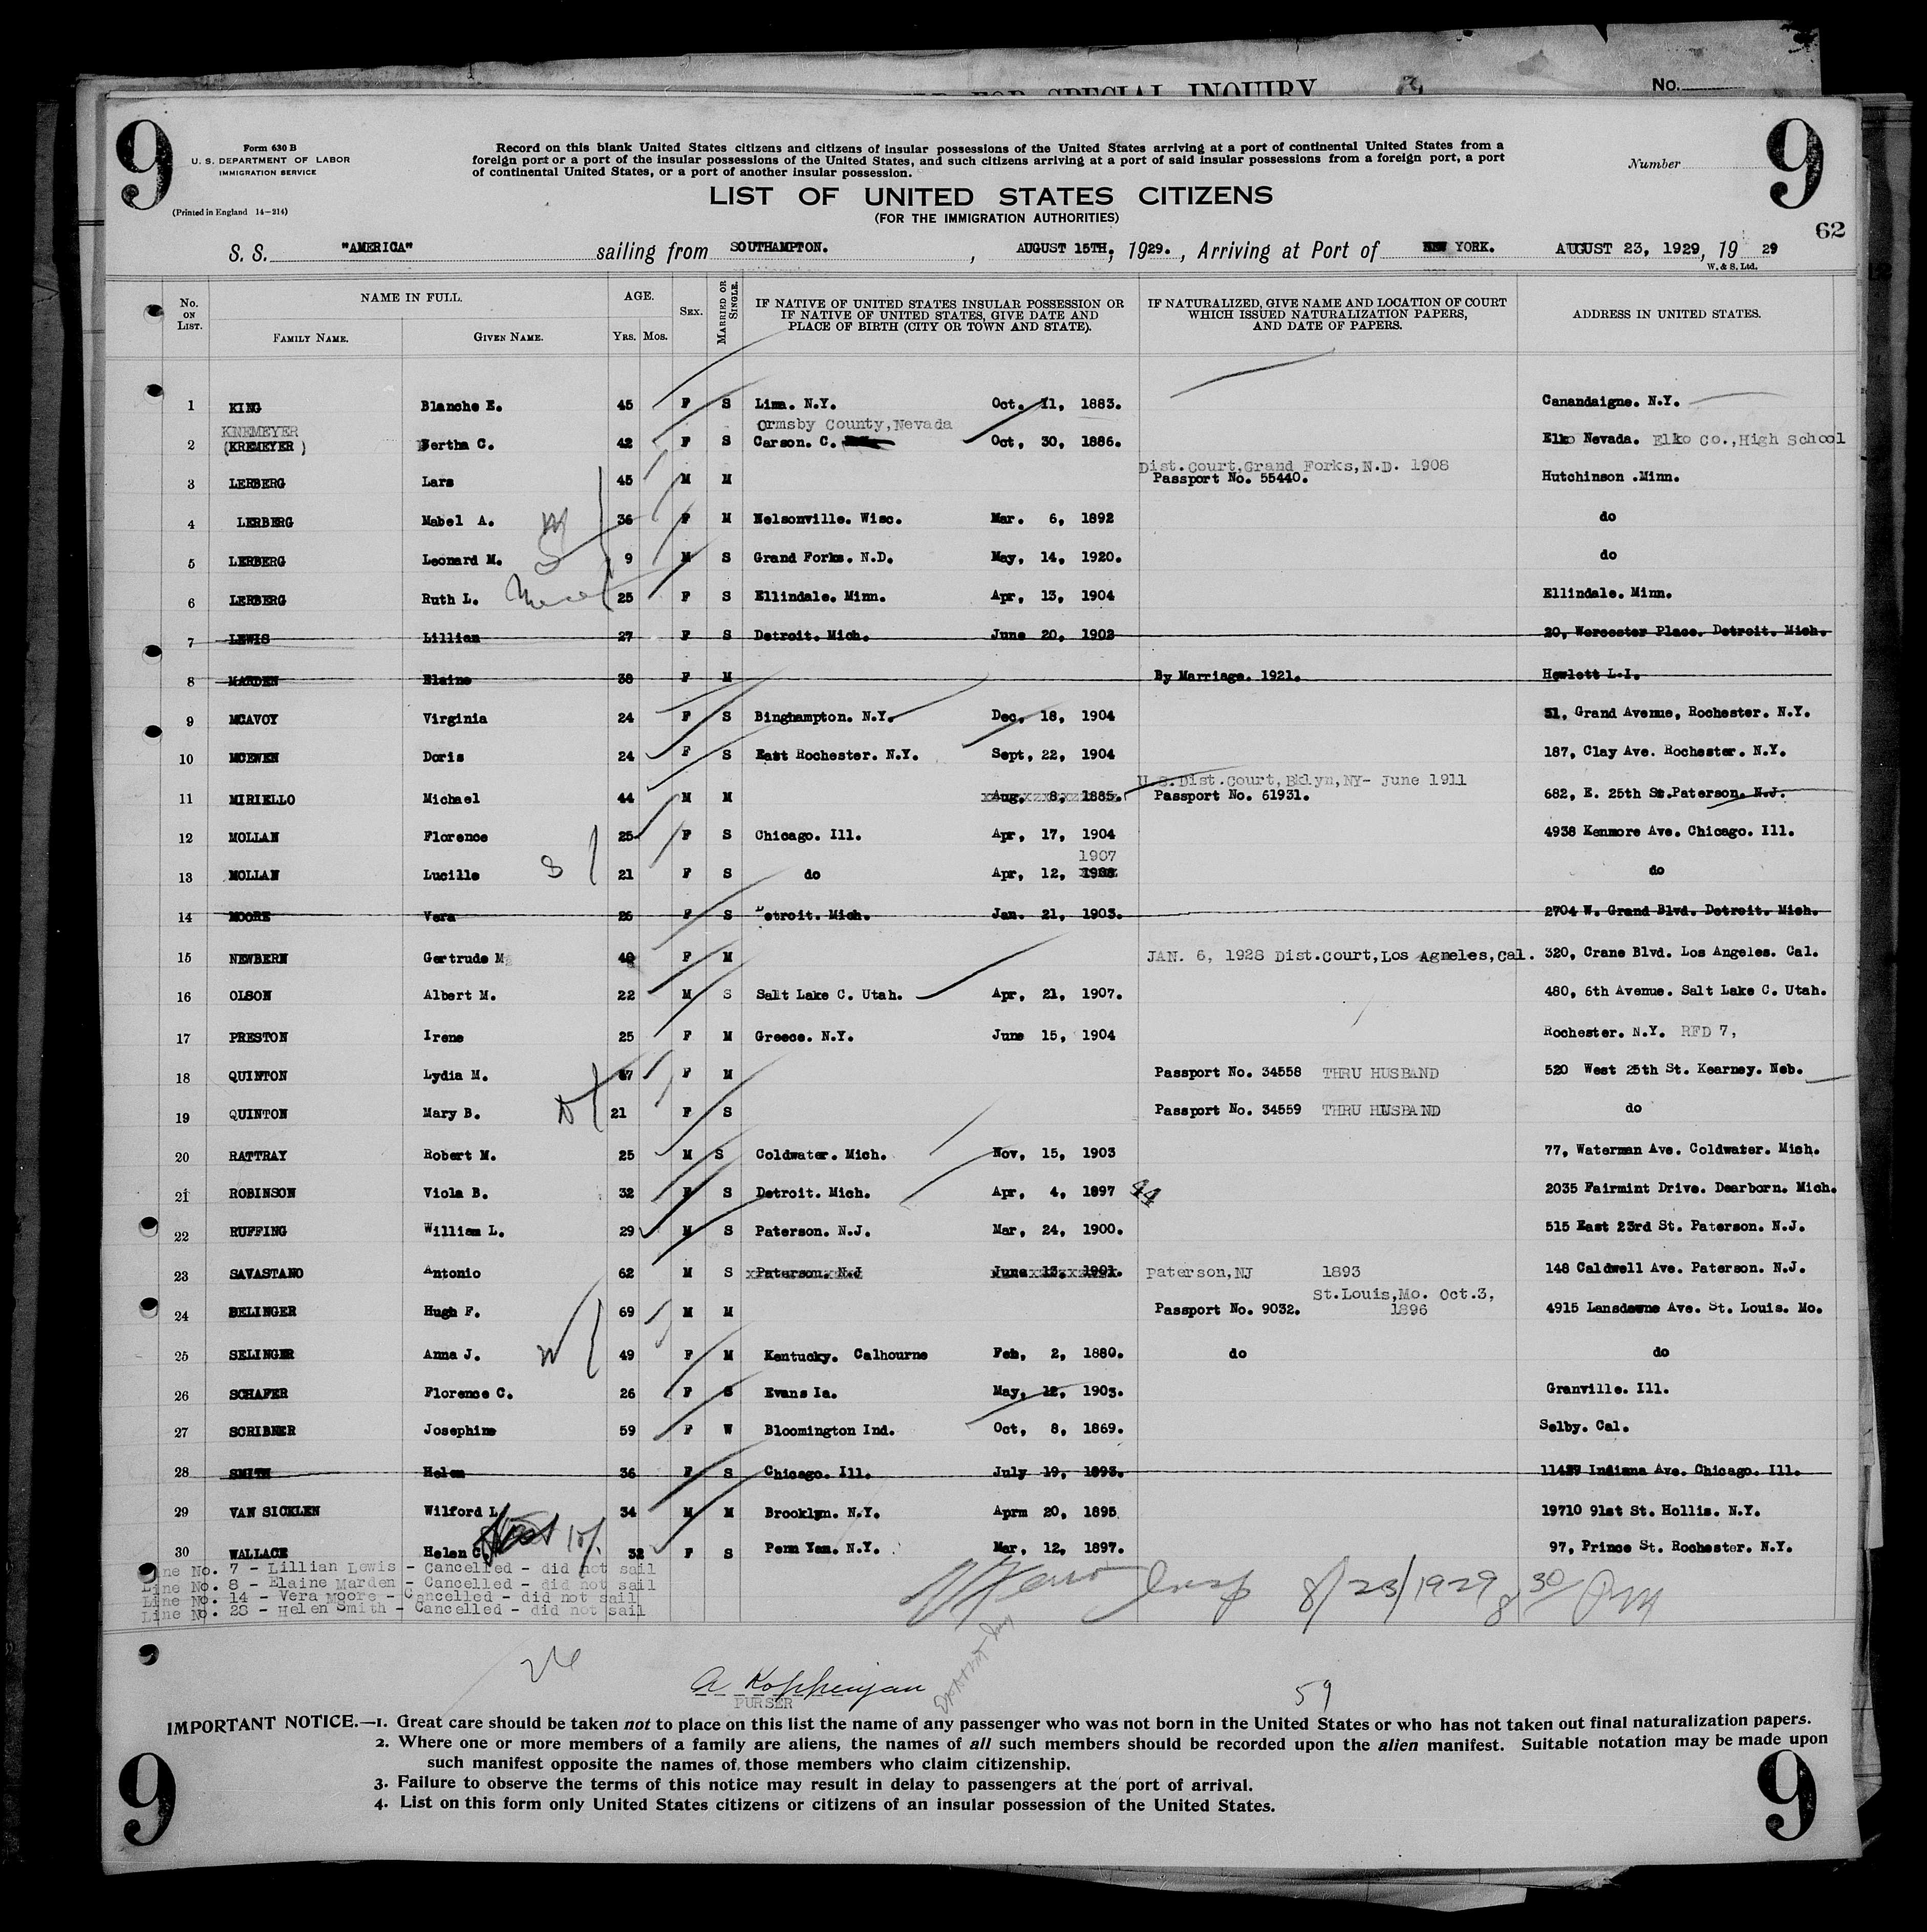 FOR SPECIAL INQUIRY
No.
9
9
Form 630 B
U. S. DEPARTMENT OF LABOR
IMMIGRATION SERVICE
(Printed in England 14-214)
Record on this blank United States citizens and citizens of insular possessions of the United States arriving at a port of continental United States from a
foreign port or a port of the insular possessions of the United States, and such citizens arriving at a port of said insular possessions from a foreign port, a port
of continental United States, or a port of another insular possession.
Number
LIST OF UNITED STATES CITIZENS
(FOR THE IMMIGRATION AUTHORITIES)
62
S. S. "AMERICA" sailing from SOUTHAMPTON. , AUGUST 15TH, 1929. , Arriving at Port of NEW YORK. AUGUST 23, 1929, 19 29
W. & S. Ltd.
No. ON LIST. NAME IN FULL. FAMILY NAME. GIVEN NAME. AGE. YRS. MOS. SEX. MARRIED OR SINGLE. IF NATIVE OF UNITED STATES INSULAR POSSESSION OR IF NATIVE OF UNITED STATES, GIVE DATE AND PLACE OF BIRTH (CITY OR TOWN AND STATE). IF NATURALIZED, GIVE NAME AND LOCATION OF COURT WHICH ISSUED NATURALIZATION PAPERS, AND DATE OF PAPERS. ADDRESS IN UNITED STATES.
1 KING Blanche E. 45 F S Lima. N.Y. Oct. 11, 1883. Canandaigne. N.Y.
KNEMEYER Ormsby County, Nevada
2 (KREMEYER) Bertha C. 42 F S Carson. C. Oct, 30, 1886. Elko Nevada. Elko Co., High School
Dist. Court, Grand Forks, N.D. 1908
3 LERBERG Lars 45 M M Passport No. 55440. Hutchinson .Minn.
4 LERBERG Mabel A. 36 F M Nelsonville. Wisc. Mar. 6, 1892 do
5 LERBERG Leonard M. 9 M S Grand Forks. N.D. May, 14, 1920. do
6 LERBERG Ruth L. 25 F S Ellindale. Minn. Apr, 13, 1904 Ellindale. Minn.
7 LEWIS Lillian 27 F S Detroit. Mich. June 20, 1902 20, Worcester Place. Detroit. Mich.
8 MARDEN Elaine 38 F M By Marriage. 1921. Hewlett L.I.
9 MCAVOY Virginia 24 F S Binghampton. N.Y. Dec, 18, 1904 31, Grand Avenue, Rochester. N.Y.
10 MCEWEN Doris 24 F S East Rochester. N.Y. Sept, 22, 1904 187, Clay Ave. Rochester. N.Y.
U.S. Dist. Court, Bklyn, NY- June 1911
11 MIRIELLO Michael 44 M M Aug. 8, 1885. Passport No. 61931. 682, E. 25th St. Paterson. N.J.
12 MOLLAN Florence 25 F S Chicago. Ill. Apr, 17, 1904 4938 Kenmore Ave. Chicago. Ill.
1907
13 MOLLAN Lucille 21 F S do Apr, 12, 1908 do
14 MOORE Vera 26 F S Detroit. Mich. Jan. 21, 1903. 2704 W. Grand Blvd. Detroit. Mich.
15 NEWBERN Gertrude M 40 F M JAN. 6, 1928 Dist.Court, Los Agneles, Cal. 320, Crane Blvd. Los Angeles. Cal.
16 OLSON Albert M. 22 M S Salt Lake C. Utah. Apr, 21, 1907. 480, 6th Avenue. Salt Lake C. Utah.
17 PRESTON Irene 25 F M Greece. N.Y. June 15, 1904 Rochester. N.Y. RFD 7,
18 QUINTON Lydia M. 47 F M Passport No. 34558 THRU HUSBAND 520 West 25th St. Kearney. Neb.
19 QUINTON Mary B. 21 F S Passport No. 34559 THRU HUSBAND do
20 RATTRAY Robert M. 25 M S Coldwater. Mich. Nov, 15, 1903 77, Waterman Ave. Coldwater. Mich.
21 ROBINSON Viola B. 32 F S Detroit. Mich. Apr, 4, 1897 44 2035 Fairmint Drive. Dearborn. Mich.
22 RUFFING William L. 29 M S Paterson. N.J. Mar, 24, 1900. 515 East 23rd St. Paterson. N.J.
23 SAVASTANO Antonio 62 M S Paterson. N.J June 13, 1901. Paterson, NJ 1893 148 Caldwell Ave. Paterson. N.J.
St.Louis, Mo. Oct.3,
24 BELINGER Hugh F. 69 M M Passport No. 9032. 1896 4915 Lansdowne Ave. St. Louis. Mo.
25 SELINGER Anna J. 49 F M Kentucky. Calhourne Feb, 2, 1880. do do
26 SCHAFER Florence C. 26 F S Evans Ia. May, 12, 1903. Granville. Ill.
27 SCRIBNER Josephine 59 F W Bloomington Ind. Oct, 8, 1869. Selby. Cal.
28 SMITH Helen 36 F S Chicago. Ill. July 19, 1893. 11437 Indiana Ave. Chicago. Ill.
29 VAN SICKLEN Wilford L 34 M M Brooklyn. N.Y. Aprm 20, 1895 19710 91st St. Hollis. N.Y.
30 WALLACE Helen C. 32 F S Penn Yan. N.Y. Mar, 12, 1897. 97, Prince St. Rochester. N.Y.
Line No. 7 - Lillian Lewis - Cancelled - did not sail
Line No. 8 - Elaine Marden - Cancelled - did not sail
Line No. 14 - Vera Moore - Cancelled - did not sail
Line No. 28 - Helen Smith - Cancelled - did not sail
Insp 8/23/1929 8 30 PM
26
A Koppenjan
PURSER
59
IMPORTANT NOTICE.—1. Great care should be taken not to place on this list the name of any passenger who was not born in the United States or who has not taken out final naturalization papers.
2. Where one or more members of a family are aliens, the names of all such members should be recorded upon the alien manifest. Suitable notation may be made upon
such manifest opposite the names of those members who claim citizenship.
3. Failure to observe the terms of this notice may result in delay to passengers at the port of arrival.
4. List on this form only United States citizens or citizens of an insular possession of the United States.
9
9